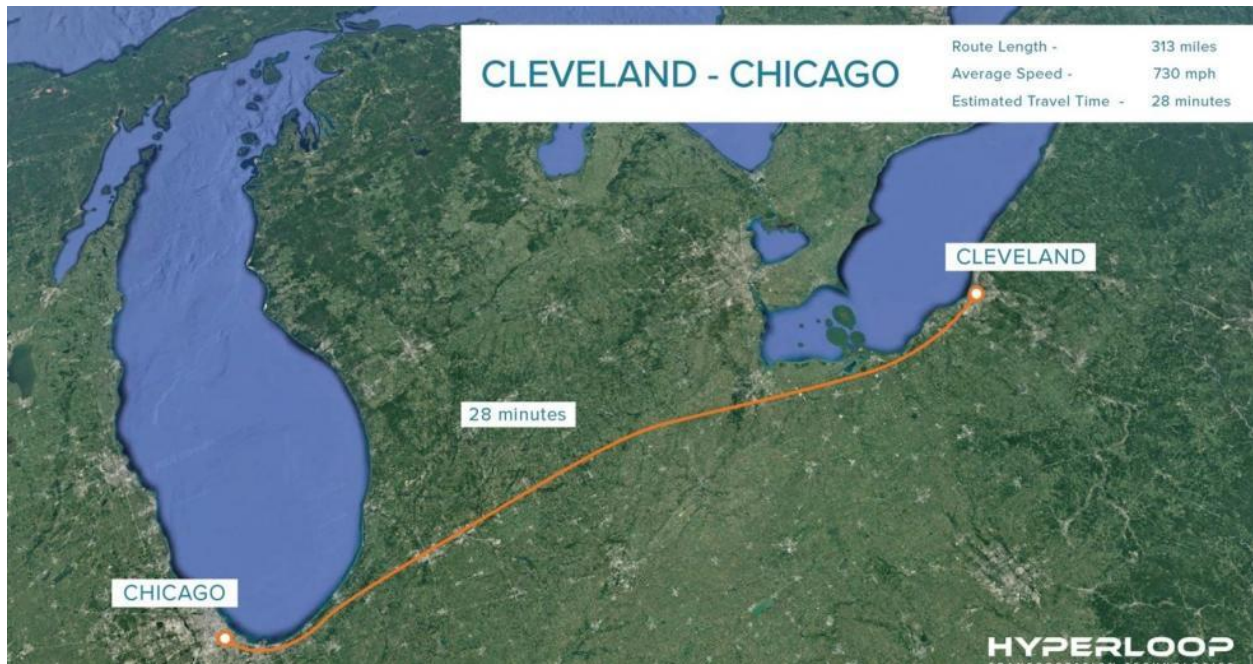 CLEVELAND - CHICAGO
Route Length - 313 miles
Average Speed - 730 mph
Estimated Travel Time - 28 minutes
CLEVELAND
28 minutes
CHICAGO
HYPERLOOP